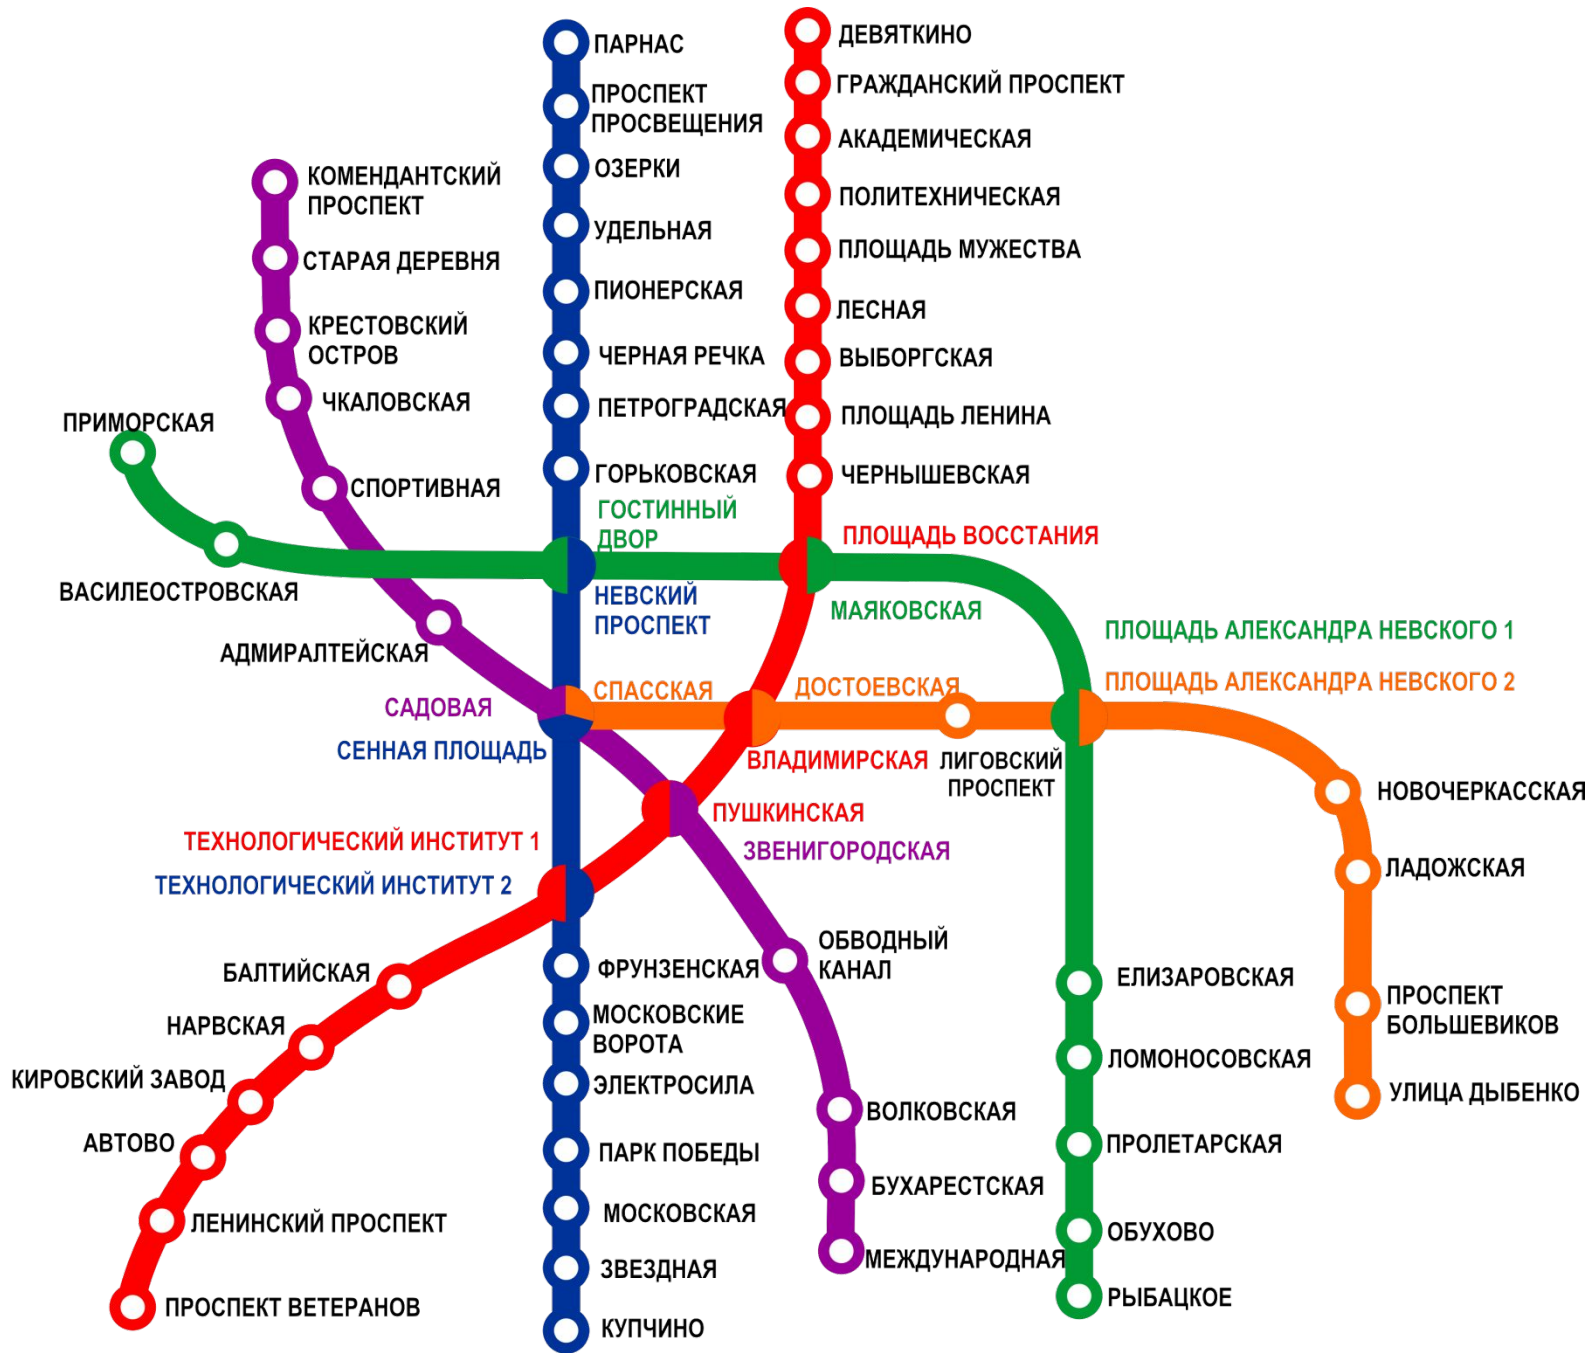 ПАРНАС
ПРОСПЕКТ
ПРОСВЕЩЕНИЯ
ОЗЕРКИ
УДЕЛЬНАЯ
ПИОНЕРСКАЯ
ЧЕРНАЯ РЕЧКА
ПЕТРОГРАДСКАЯ
ГОРЬКОВСКАЯ
ГОСТИННЫЙ
ДВОР
НЕВСКИЙ
ПРОСПЕКТ
ДЕВЯТКИНО
ГРАЖДАНСКИЙ ПРОСПЕКТ
АКАДЕМИЧЕСКАЯ
ПОЛИТЕХНИЧЕСКАЯ
ПЛОЩАДЬ МУЖЕСТВА
ЛЕСНАЯ
ВЫБОРГСКАЯ
ПЛОЩАДЬ ЛЕНИНА
ЧЕРНЫШЕВСКАЯ
ПЛОЩАДЬ ВОССТАНИЯ
МАЯКОВСКАЯ
КОМЕНДАНТСКИЙ
ПРОСПЕКТ
СТАРАЯ ДЕРЕВНЯ
КРЕСТОВСКИЙ
ОСТРОВ
ЧКАЛОВСКАЯ
СПОРТИВНАЯ
ПРИМОРСКАЯ
ВАСИЛЕОСТРОВСКАЯ
АДМИРАЛТЕЙСКАЯ
САДОВАЯ
СЕННАЯ ПЛОЩАДЬ
СПАССКАЯ
ДОСТОЕВСКАЯ
ВЛАДИМИРСКАЯ
ЛИГОВСКИЙ
ПРОСПЕКТ
ПЛОЩАДЬ АЛЕКСАНДРА НЕВСКОГО 1
ПЛОЩАДЬ АЛЕКСАНДРА НЕВСКОГО 2
НОВОЧЕРКАССКАЯ
ЛАДОЖСКАЯ
ПРОСПЕКТ
БОЛЬШЕВИКОВ
УЛИЦА ДЫБЕНКО
ПУШКИНСКАЯ
ЗВЕНИГОРОДСКАЯ
ТЕХНОЛОГИЧЕСКИЙ ИНСТИТУТ 1
ТЕХНОЛОГИЧЕСКИЙ ИНСТИТУТ 2
БАЛТИЙСКАЯ
НАРВСКАЯ
КИРОВСКИЙ ЗАВОД
АВТОВО
ЛЕНИНСКИЙ ПРОСПЕКТ
ПРОСПЕКТ ВЕТЕРАНОВ
ФРУНЗЕНСКАЯ
МОСКОВСКИЕ
ВОРОТА
ЭЛЕКТРОСИЛА
ПАРК ПОБЕДЫ
МОСКОВСКАЯ
ЗВЕЗДНАЯ
КУПЧИНО
ОБВОДНЫЙ
КАНАЛ
ВОЛКОВСКАЯ
БУХАРЕСТСКАЯ
МЕЖДУНАРОДНАЯ
ЕЛИЗАРОВСКАЯ
ЛОМОНОСОВСКАЯ
ПРОЛЕТАРСКАЯ
ОБУХОВО
РЫБАЦКОЕ